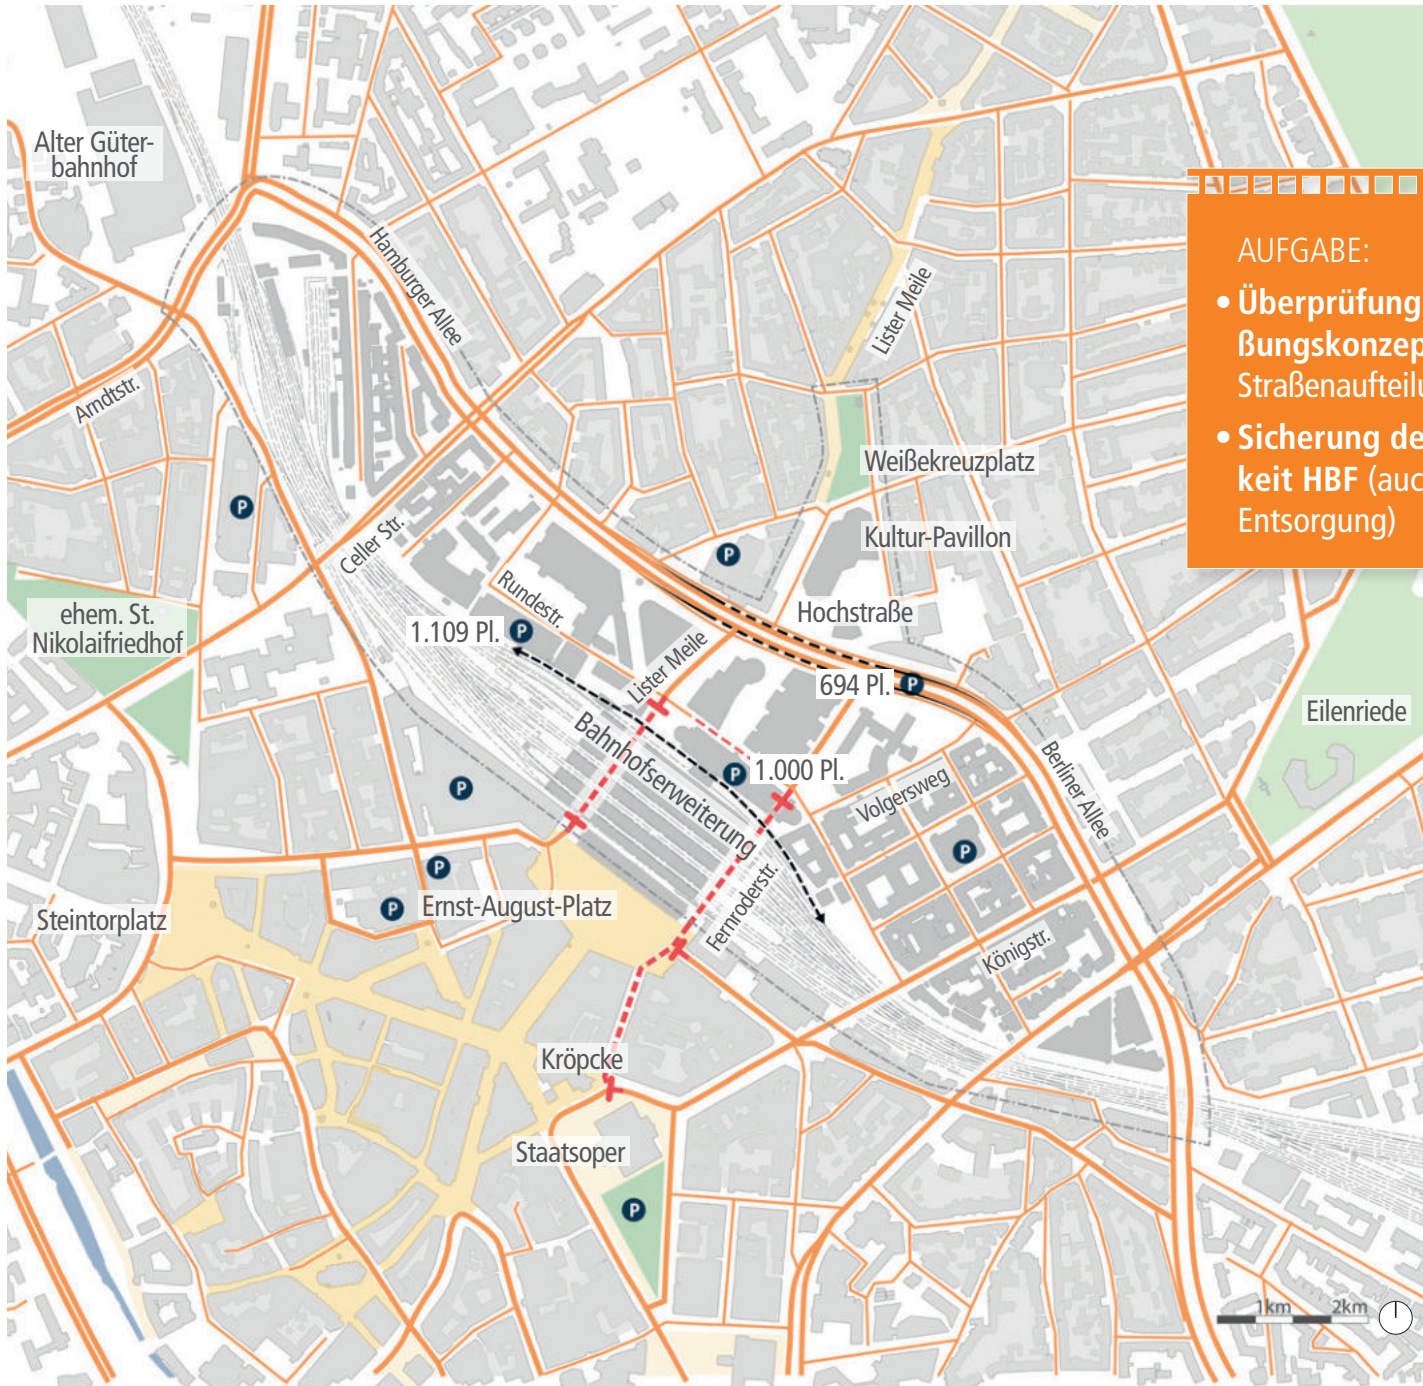 Alter Güter-
bahnhof
Hamburger Allee
Lister Meile
AUFGABE:
• Überprüfung
ßungskonzep
Straßenaufteilu
• Sicherung de
keit HBF (auc
Entsorgung)
Arndtstr.
Weißekreuzplatz
P
Celler Str.
Kultur-Pavillon
P
Rundestr.
ehem. St.
Nikolaifriedhof
1.109 Pl. P
Hochstraße
Lister Meile
694 Pl. P
Eilenriede
Bahnhofserweiterung
P 1.000 Pl.
P
Volgersweg
Berliner Allee
P
P
P
Ernst-August-Platz
Steintorplatz
Fernroderstr.
Königstr.
Kröpcke
Staatsoper
P
1km 2km